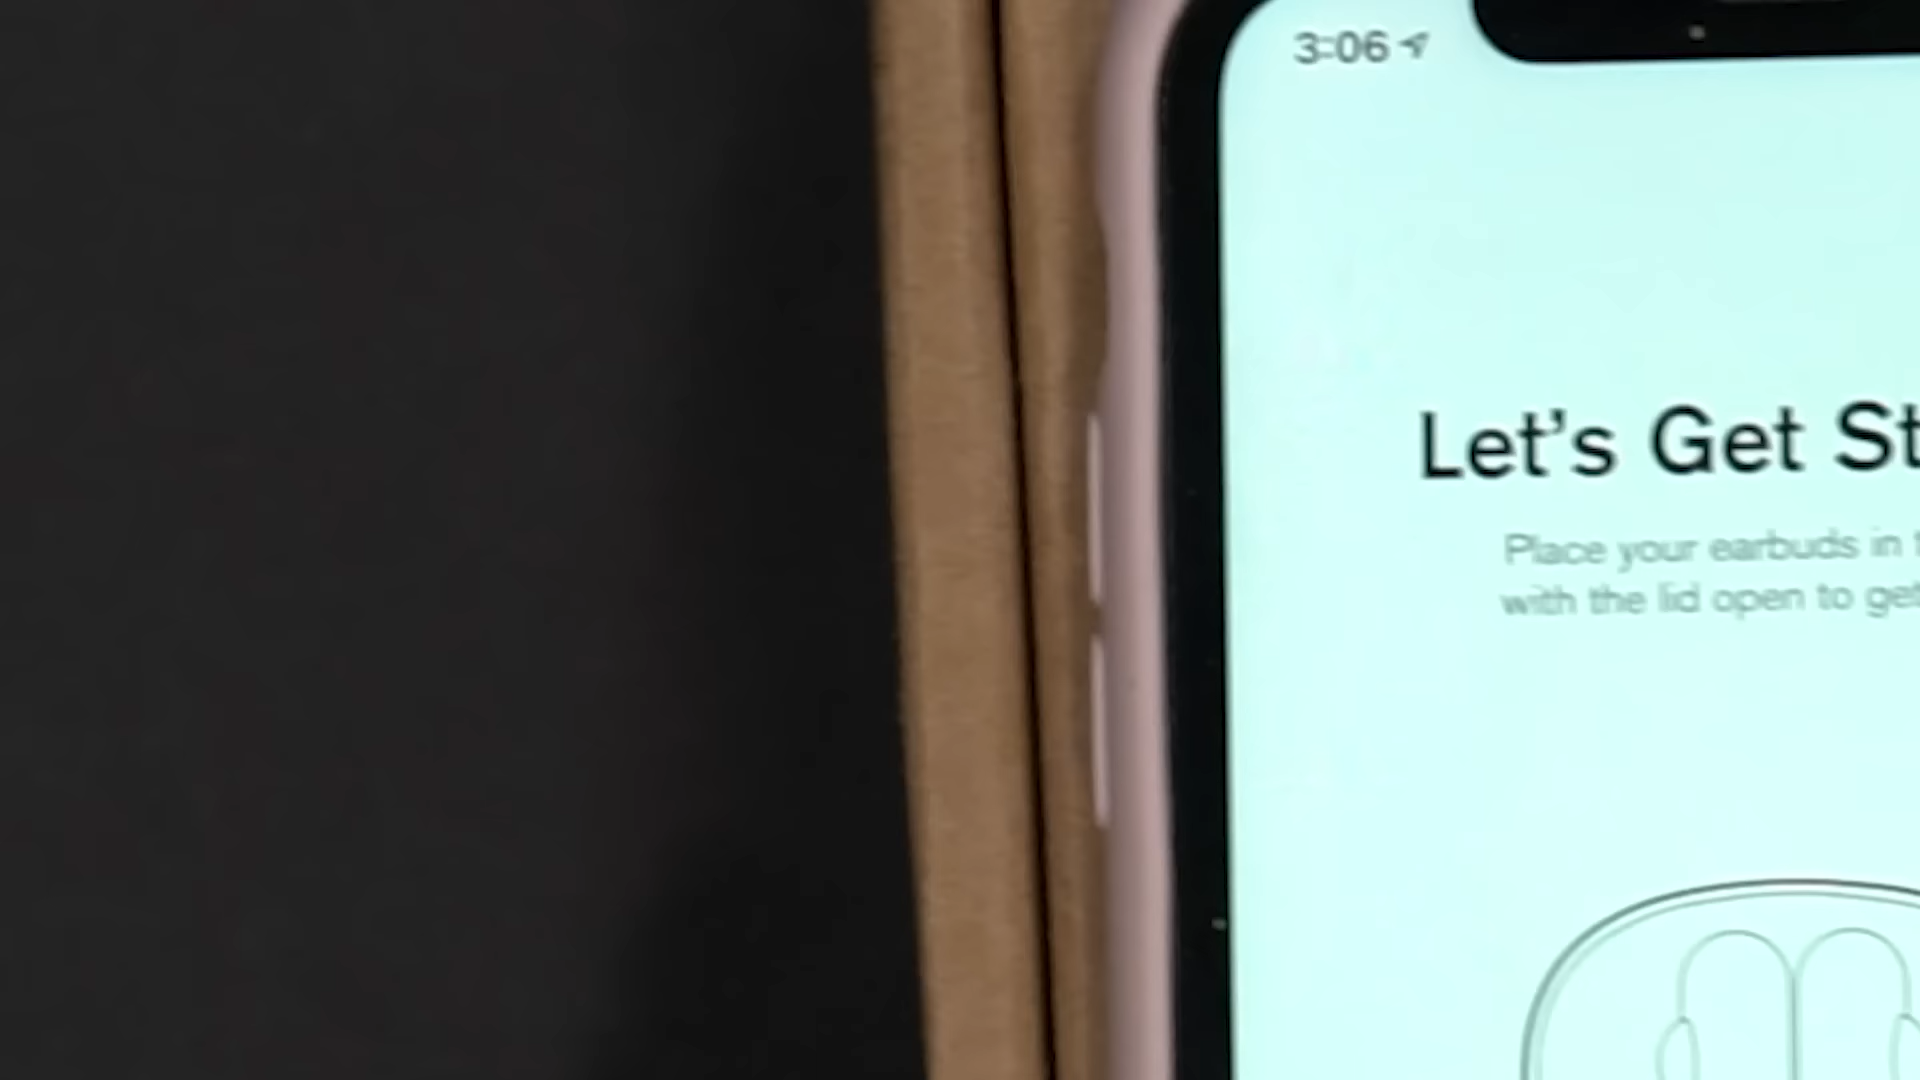 3:06
Let's Get St
Place your earbuds in t
with the lid open to get